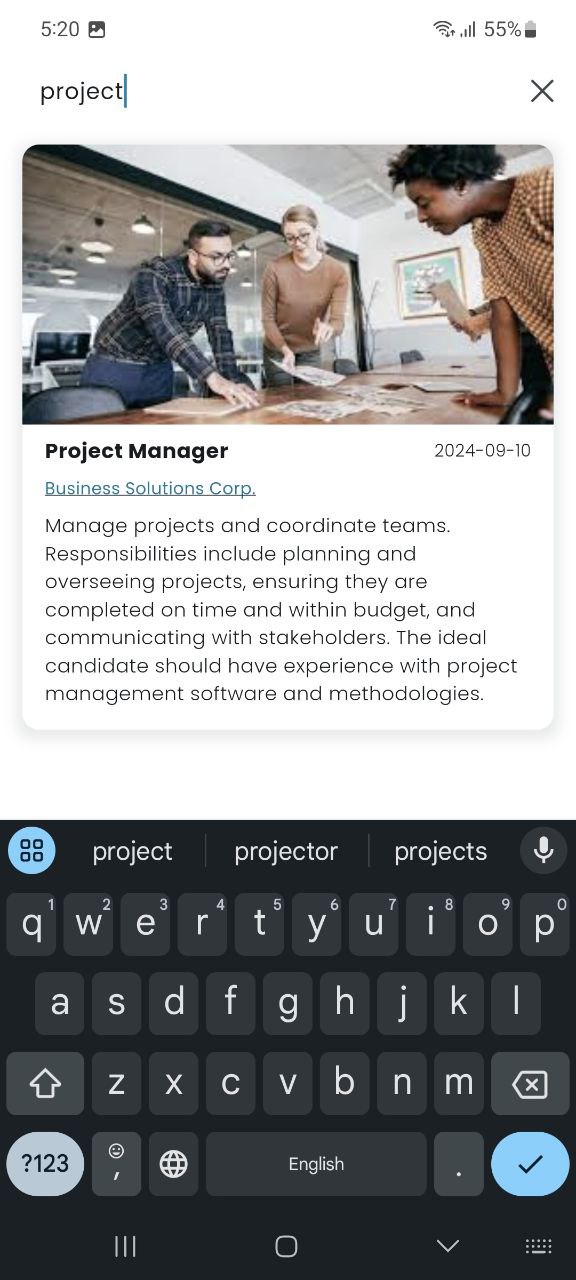 5:20 55%
project
Project Manager 2024-09-10
Business Solutions Corp.
Manage projects and coordinate teams.
Responsibilities include planning and
overseeing projects, ensuring they are
completed on time and within budget, and
communicating with stakeholders. The ideal
candidate should have experience with project
management software and methodologies.
project projector projects
q1 w2 e3 r4 t5 y6 u7 i8 o9 p0
a s d f g h j k l
z x c v b n m
?123 , English .